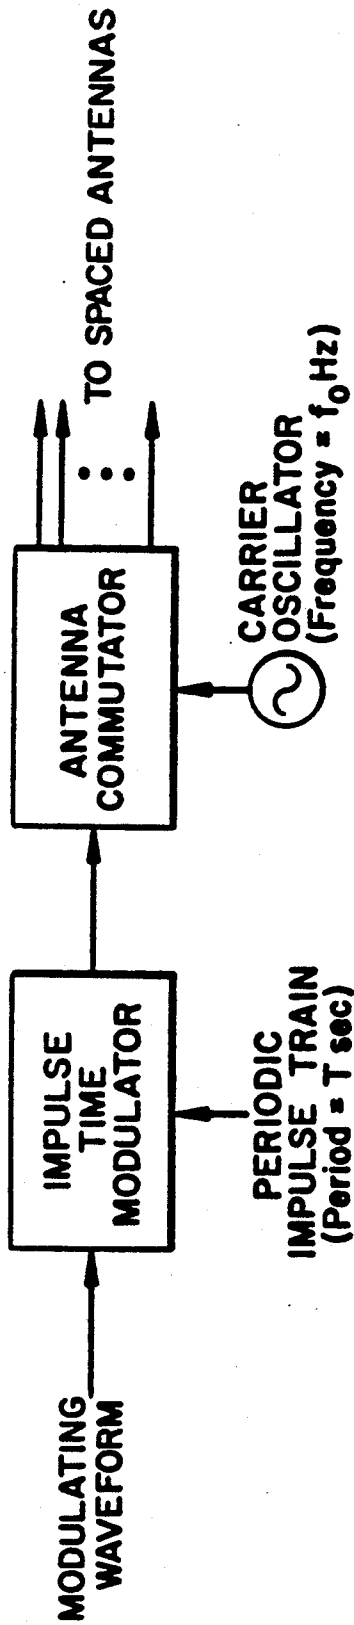 MODULATING
WAVEFORM
IMPULSE
TIME
MODULATOR
PERIODIC
IMPULSE TRAIN
(Period = T sec)
ANTENNA
COMMUTATOR
CARRIER
OSCILLATOR
(Frequency = f₀ Hz)
TO SPACED ANTENNAS